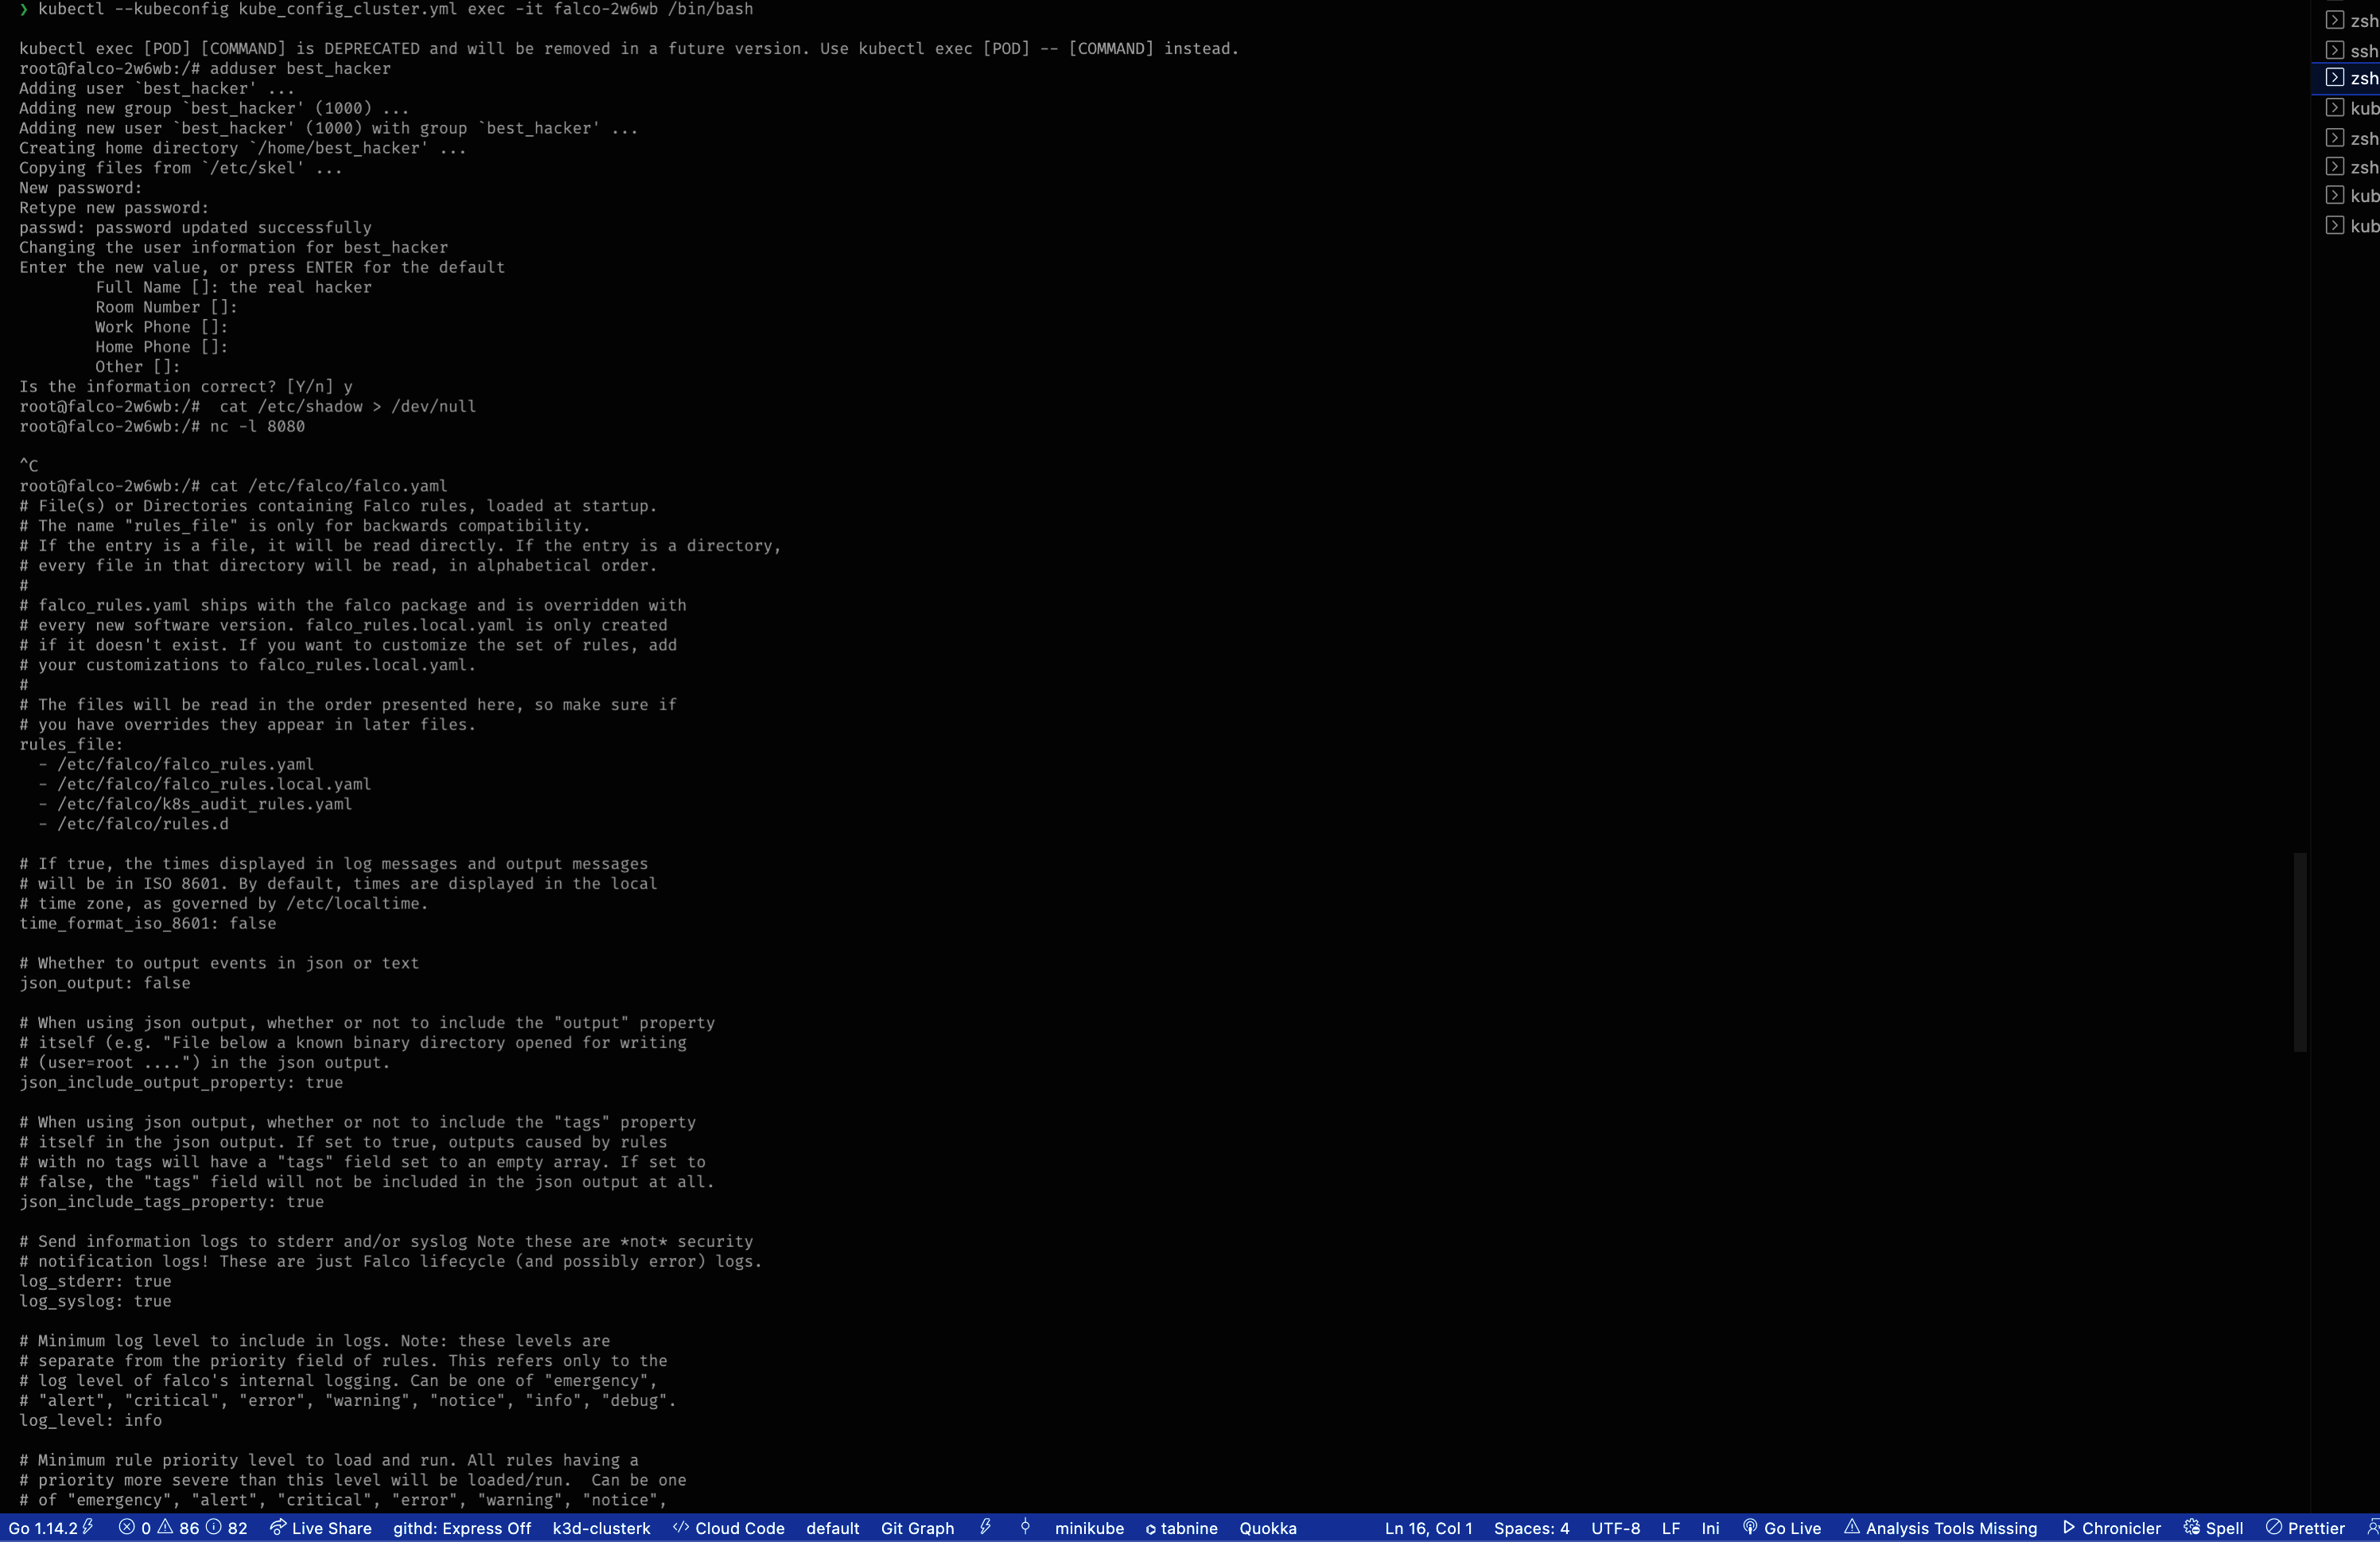 ❯ kubectl --kubeconfig kube_config_cluster.yml exec -it falco-2w6wb /bin/bash
kubectl exec [POD] [COMMAND] is DEPRECATED and will be removed in a future version. Use kubectl exec [POD] -- [COMMAND] instead.
root@falco-2w6wb:/# adduser best_hacker
Adding user `best_hacker' ...
Adding new group `best_hacker' (1000) ...
Adding new user `best_hacker' (1000) with group `best_hacker' ...
Creating home directory `/home/best_hacker' ...
Copying files from `/etc/skel' ...
New password:
Retype new password:
passwd: password updated successfully
Changing the user information for best_hacker
Enter the new value, or press ENTER for the default
Full Name []: the real hacker
Room Number []:
Work Phone []:
Home Phone []:
Other []:
Is the information correct? [Y/n] y
root@falco-2w6wb:/#  cat /etc/shadow > /dev/null
root@falco-2w6wb:/# nc -l 8080
^C
root@falco-2w6wb:/# cat /etc/falco/falco.yaml
# File(s) or Directories containing Falco rules, loaded at startup.
# The name "rules_file" is only for backwards compatibility.
# If the entry is a file, it will be read directly. If the entry is a directory,
# every file in that directory will be read, in alphabetical order.
#
# falco_rules.yaml ships with the falco package and is overridden with
# every new software version. falco_rules.local.yaml is only created
# if it doesn't exist. If you want to customize the set of rules, add
# your customizations to falco_rules.local.yaml.
#
# The files will be read in the order presented here, so make sure if
# you have overrides they appear in later files.
rules_file:
- /etc/falco/falco_rules.yaml
- /etc/falco/falco_rules.local.yaml
- /etc/falco/k8s_audit_rules.yaml
- /etc/falco/rules.d
# If true, the times displayed in log messages and output messages
# will be in ISO 8601. By default, times are displayed in the local
# time zone, as governed by /etc/localtime.
time_format_iso_8601: false
# Whether to output events in json or text
json_output: false
# When using json output, whether or not to include the "output" property
# itself (e.g. "File below a known binary directory opened for writing
# (user=root ....") in the json output.
json_include_output_property: true
# When using json output, whether or not to include the "tags" property
# itself in the json output. If set to true, outputs caused by rules
# with no tags will have a "tags" field set to an empty array. If set to
# false, the "tags" field will not be included in the json output at all.
json_include_tags_property: true
# Send information logs to stderr and/or syslog Note these are *not* security
# notification logs! These are just Falco lifecycle (and possibly error) logs.
log_stderr: true
log_syslog: true
# Minimum log level to include in logs. Note: these levels are
# separate from the priority field of rules. This refers only to the
# log level of falco's internal logging. Can be one of "emergency",
# "alert", "critical", "error", "warning", "notice", "info", "debug".
log_level: info
# Minimum rule priority level to load and run. All rules having a
# priority more severe than this level will be loaded/run.  Can be one
# of "emergency", "alert", "critical", "error", "warning", "notice",
zsh
ssh
zsh
kub
zsh
zsh
kub
kub
Go 1.14.2 0 86 82 Live Share githd: Express Off k3d-clusterk Cloud Code default Git Graph minikube tabnine Quokka Ln 16, Col 1 Spaces: 4 UTF-8 LF Ini Go Live Analysis Tools Missing Chronicler Spell Prettier